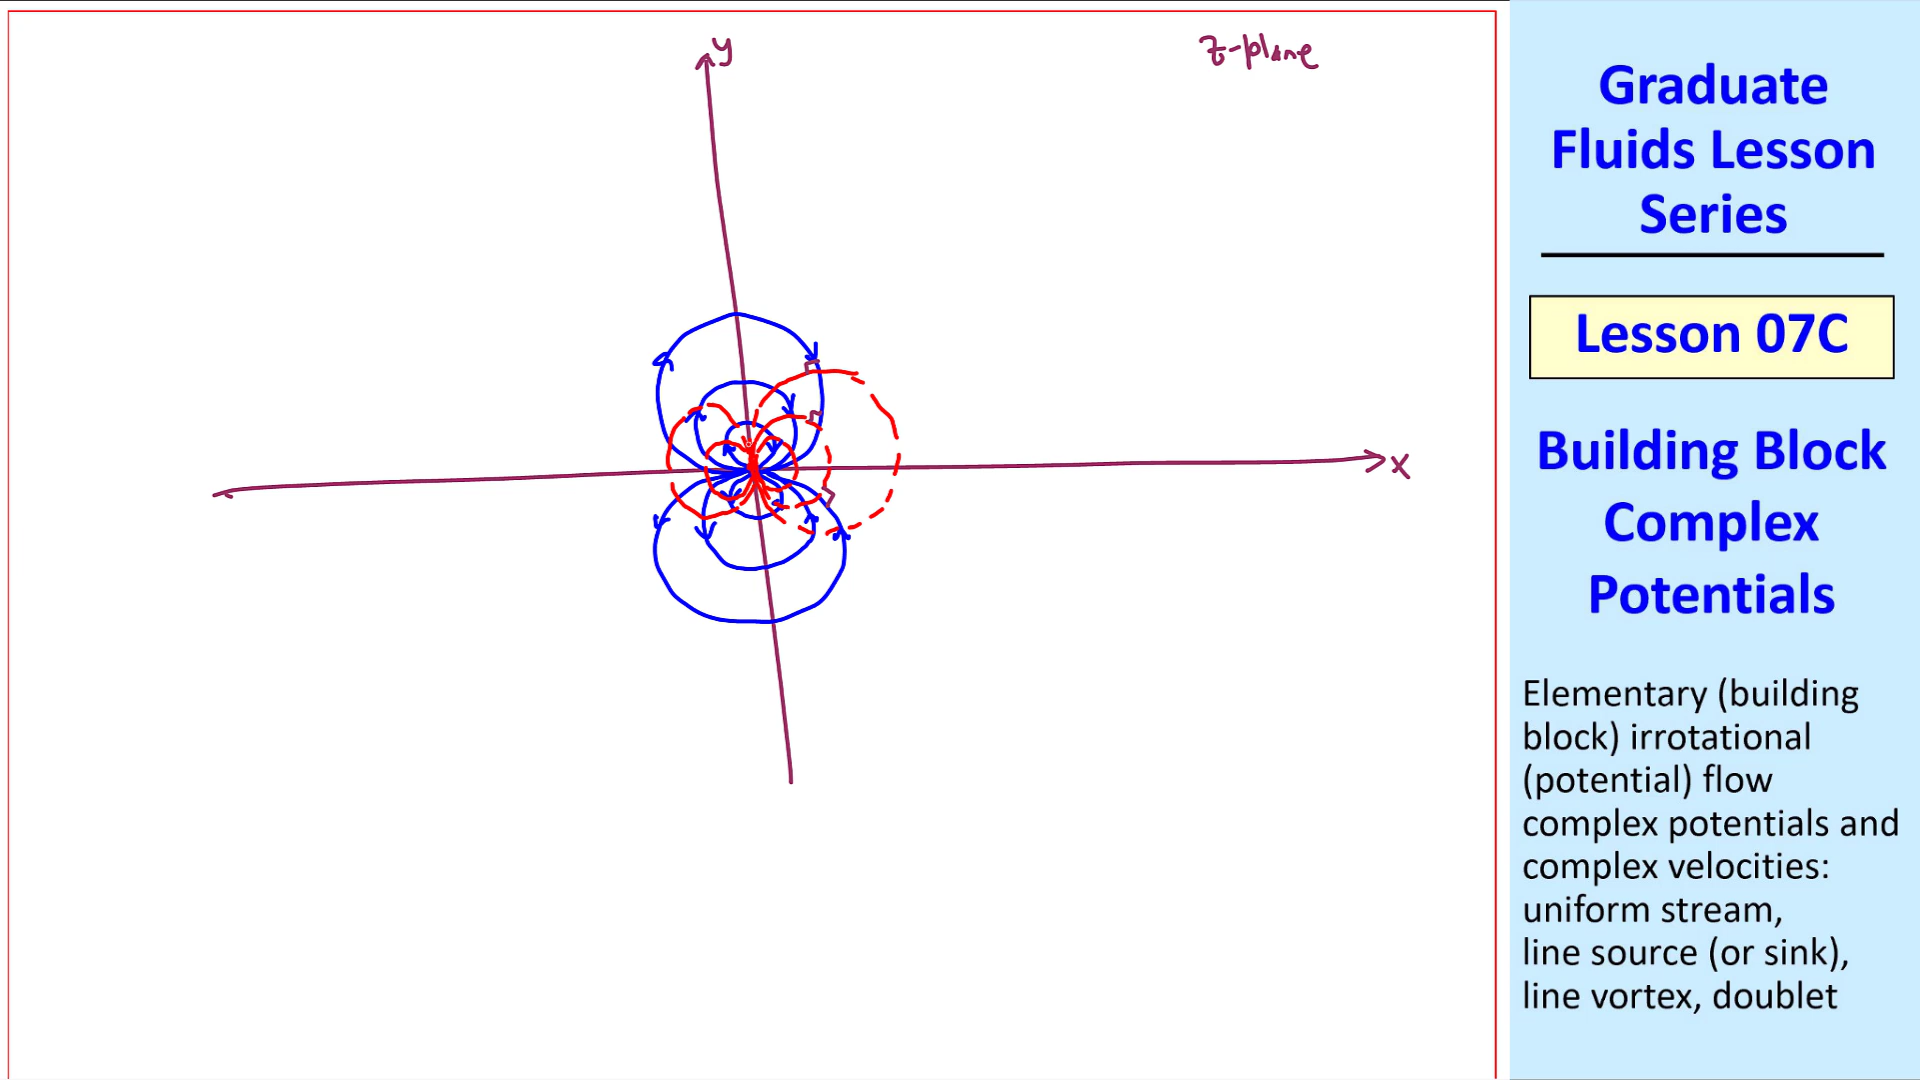 y
z-plane
x
Graduate
Fluids Lesson
Series
Lesson 07C
Building Block
Complex
Potentials
Elementary (building
block) irrotational
(potential) flow
complex potentials and
complex velocities:
uniform stream,
line source (or sink),
line vortex, doublet